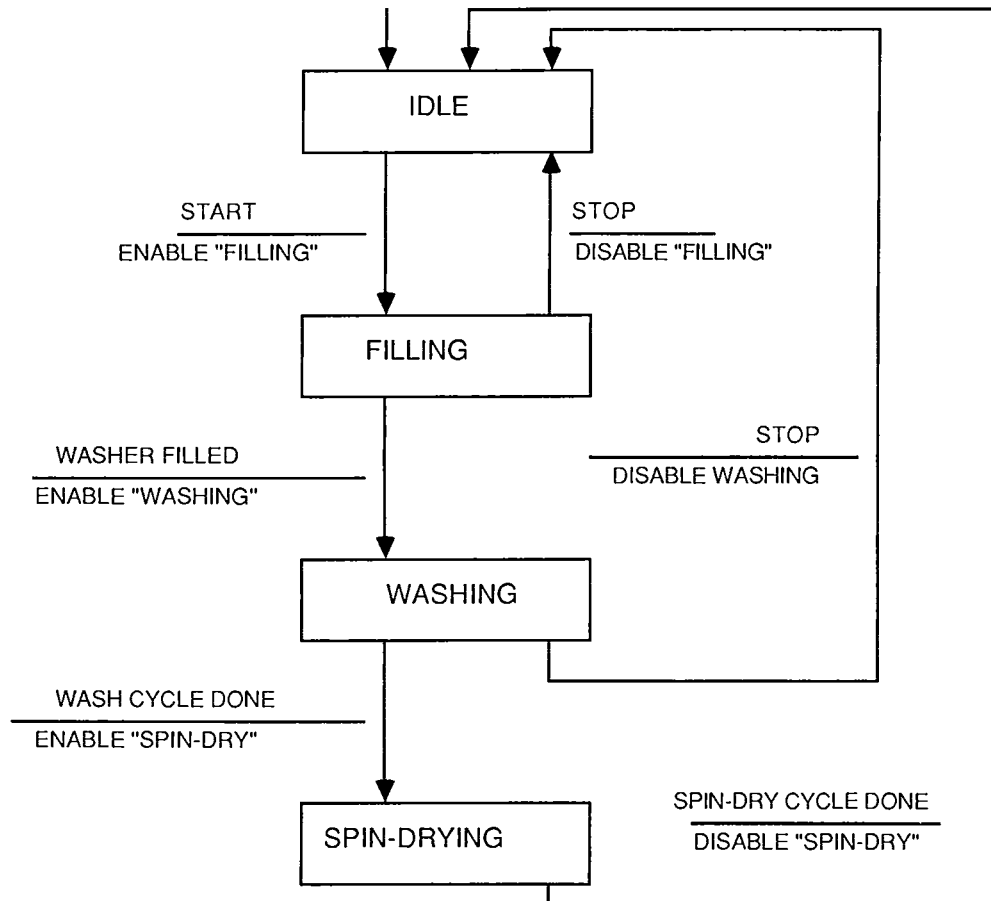 IDLE
START
ENABLE "FILLING"
STOP
DISABLE "FILLING"
FILLING
WASHER FILLED
ENABLE "WASHING"
STOP
DISABLE WASHING
WASHING
WASH CYCLE DONE
ENABLE "SPIN-DRY"
SPIN-DRYING
SPIN-DRY CYCLE DONE
DISABLE "SPIN-DRY"